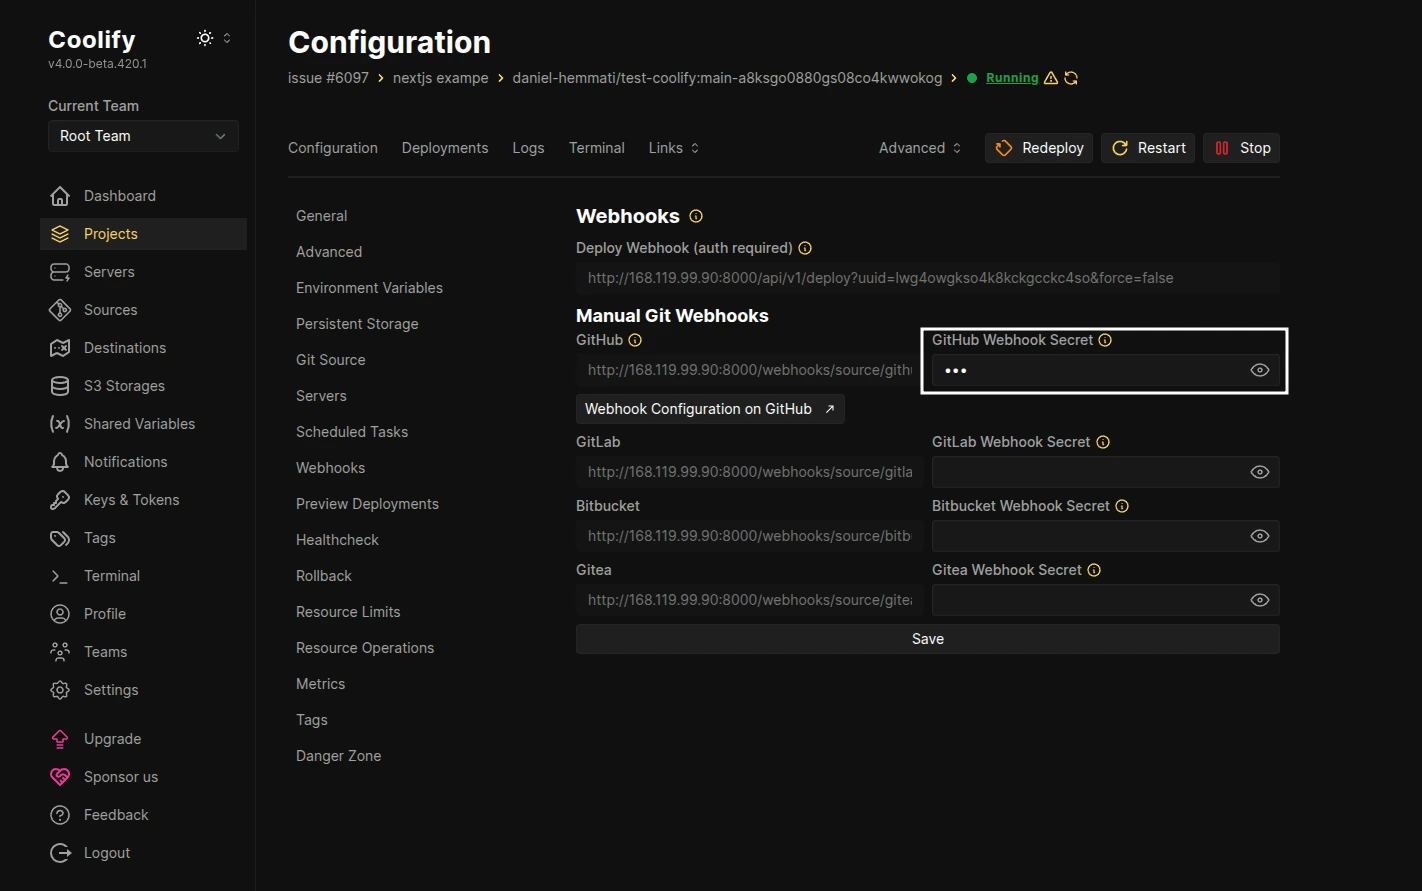 Coolify
v4.0.0-beta.420.1
Current Team
Root Team
Dashboard
Projects
Servers
Sources
Destinations
S3 Storages
Shared Variables
Notifications
Keys & Tokens
Tags
Terminal
Profile
Teams
Settings
Upgrade
Sponsor us
Feedback
Logout
Configuration
issue #6097 > nextjs exampe > daniel-hemmati/test-coolify:main-a8ksgo0880gs08co4kwwokog > Running
Configuration Deployments Logs Terminal Links Advanced Redeploy Restart Stop
General
Advanced
Environment Variables
Persistent Storage
Git Source
Servers
Scheduled Tasks
Webhooks
Preview Deployments
Healthcheck
Rollback
Resource Limits
Resource Operations
Metrics
Tags
Danger Zone
Webhooks
Deploy Webhook (auth required)
http://168.119.99.90:8000/api/v1/deploy?uuid=lwg4owgkso4k8kckgcckc4so&force=false
Manual Git Webhooks
GitHub GitHub Webhook Secret
http://168.119.99.90:8000/webhooks/source/gith •••
Webhook Configuration on GitHub
GitLab GitLab Webhook Secret
http://168.119.99.90:8000/webhooks/source/gitla
Bitbucket Bitbucket Webhook Secret
http://168.119.99.90:8000/webhooks/source/bitb
Gitea Gitea Webhook Secret
http://168.119.99.90:8000/webhooks/source/gitea
Save